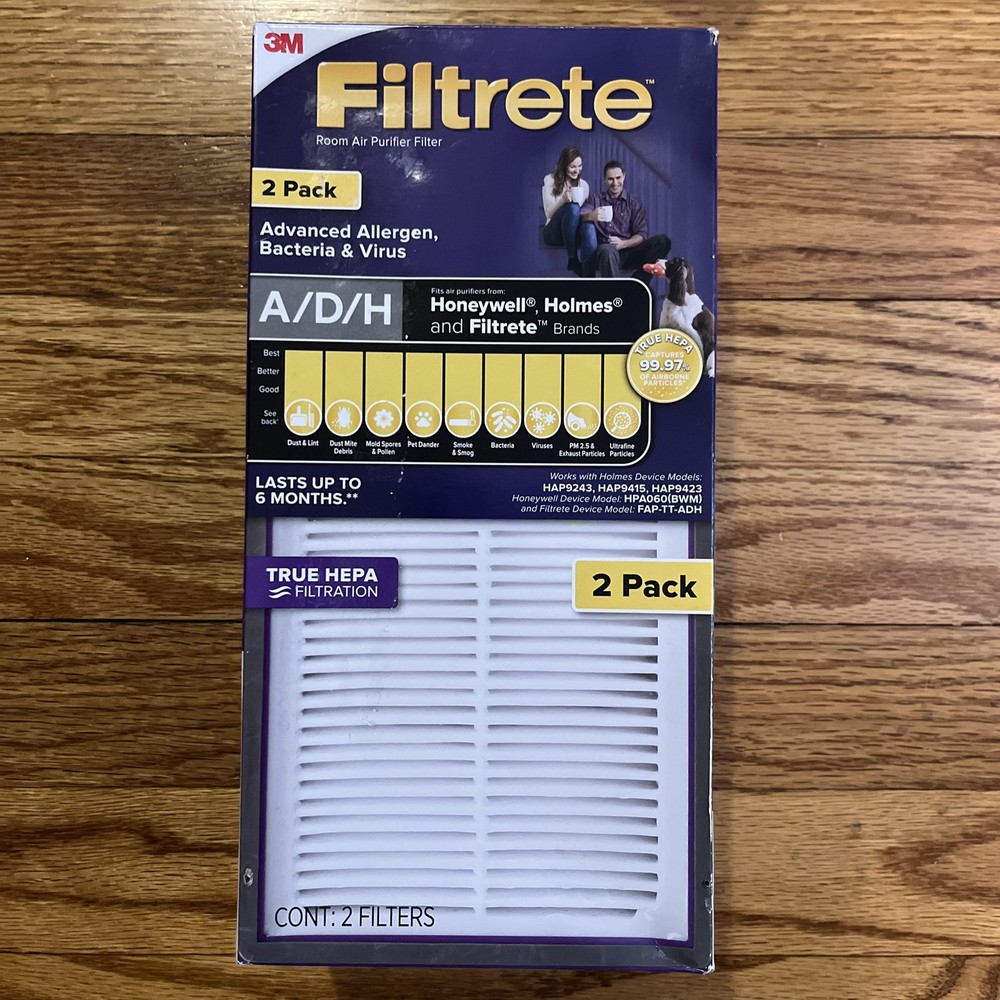 3M
Filtrete™
Room Air Purifier Filter
2 Pack
Advanced Allergen,
Bacteria & Virus
A/D/H
Fits air purifiers from:
Honeywell®, Holmes®
and Filtrete™ Brands
TRUE HEPA
CAPTURES
99.97%
OF AIRBORNE
PARTICLES
Best
Better
Good
See
back
Dust & Lint
Dust Mite
Debris
Mold Spores
& Pollen
Pet Dander
Smoke
& Smog
Bacteria
Viruses
PM 2.5 &
Exhaust Particles
Ultrafine
Particles
LASTS UP TO
6 MONTHS.**
Works with Holmes Device Models:
HAP9243, HAP9415, HAP9423
Honeywell Device Model: HPA060(BWM)
and Filtrete Device Model: FAP-TT-ADH
TRUE HEPA
FILTRATION
2 Pack
CONT: 2 FILTERS